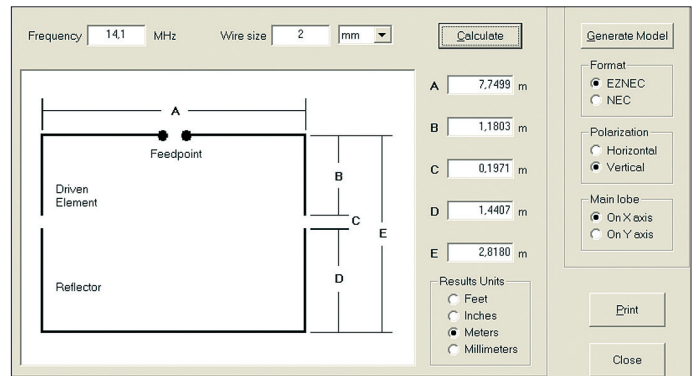 Frequency 14,1 MHz Wire size 2 mm Calculate
A
Feedpoint
Driven
Element
B
C
E
D
Reflector
A 7,7499 m
B 1,1803 m
C 0,1971 m
D 1,4407 m
E 2,8180 m
Results Units
Feet
Inches
Meters
Millimeters
Generate Model
Format
EZNEC
NEC
Polarization
Horizontal
Vertical
Main lobe
On X axis
On Y axis
Print
Close